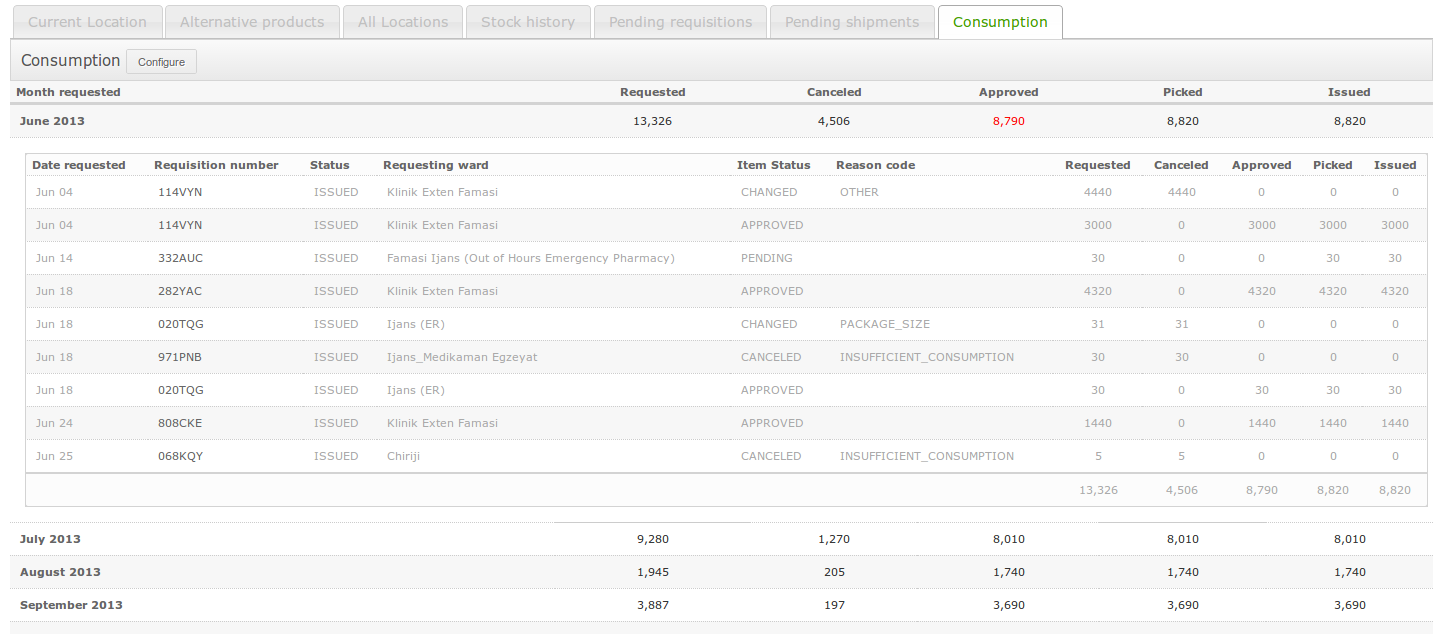 Current Location Alternative products All Locations Stock history Pending requisitions Pending shipments Consumption
Consumption Configure
Month requested Requested Canceled Approved Picked Issued
June 2013 13,326 4,506 8,790 8,820 8,820
Date requested Requisition number Status Requesting ward Item Status Reason code Requested Canceled Approved Picked Issued
Jun 04 114VYN ISSUED Klinik Exten Famasi CHANGED OTHER 4440 4440 0 0 0
Jun 04 114VYN ISSUED Klinik Exten Famasi APPROVED 3000 0 3000 3000 3000
Jun 14 332AUC ISSUED Famasi Ijans (Out of Hours Emergency Pharmacy) PENDING 30 0 0 30 30
Jun 18 282YAC ISSUED Klinik Exten Famasi APPROVED 4320 0 4320 4320 4320
Jun 18 020TQG ISSUED Ijans (ER) CHANGED PACKAGE_SIZE 31 31 0 0 0
Jun 18 971PNB ISSUED Ijans_Medikaman Egzeyat CANCELED INSUFFICIENT_CONSUMPTION 30 30 0 0 0
Jun 18 020TQG ISSUED Ijans (ER) APPROVED 30 0 30 30 30
Jun 24 808CKE ISSUED Klinik Exten Famasi APPROVED 1440 0 1440 1440 1440
Jun 25 068KQY ISSUED Chiriji CANCELED INSUFFICIENT_CONSUMPTION 5 5 0 0 0
13,326 4,506 8,790 8,820 8,820
July 2013 9,280 1,270 8,010 8,010 8,010
August 2013 1,945 205 1,740 1,740 1,740
September 2013 3,887 197 3,690 3,690 3,690